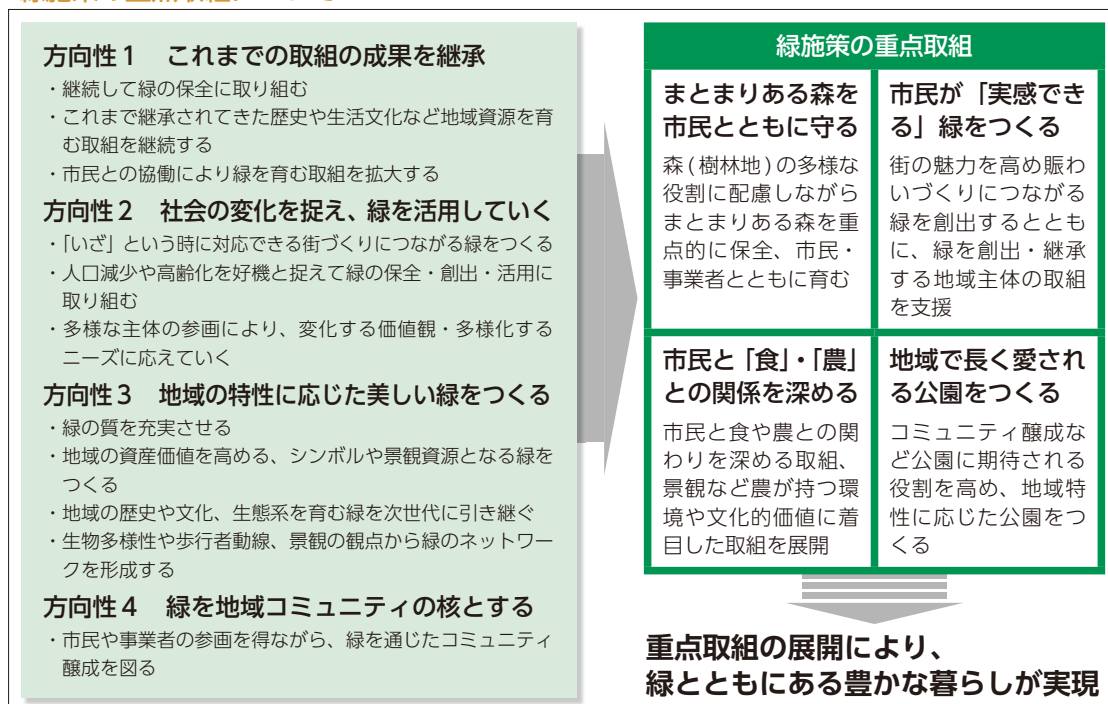 方向性１　これまでの取組の成果を継承
・継続して緑の保全に取り組む
・これまで継承されてきた歴史や生活文化など地域資源を育
む取組を継続する
・市民との協働により緑を育む取組を拡大する
方向性２　社会の変化を捉え、緑を活用していく
・「いざ」という時に対応できる街づくりにつながる緑をつくる
・人口減少や高齢化を好機と捉えて緑の保全・創出・活用に
取り組む
・多様な主体の参画により、変化する価値観・多様化する
ニーズに応えていく
方向性３　地域の特性に応じた美しい緑をつくる
・緑の質を充実させる
・地域の資産価値を高める、シンボルや景観資源となる緑を
つくる
・地域の歴史や文化、生態系を育む緑を次世代に引き継ぐ
・生物多様性や歩行者動線、景観の観点から緑のネットワー
クを形成する
方向性４　緑を地域コミュニティの核とする
・市民や事業者の参画を得ながら、緑を通じたコミュニティ
醸成を図る
緑施策の重点取組
まとまりある森を
市民とともに守る
森(樹林地)の多様な
役割に配慮しながら
まとまりある森を重
点的に保全、市民・
事業者とともに育む
市民が「実感でき
る」緑をつくる
街の魅力を高め賑わ
いづくりにつながる
緑を創出するととも
に、緑を創出・継承
する地域主体の取組
を支援
市民と「食」・「農」
との関係を深める
市民と食や農との関
わりを深める取組、
景観など農が持つ環
境や文化的価値に着
目した取組を展開
地域で長く愛され
る公園をつくる
コミュニティ醸成な
ど公園に期待される
役割を高め、地域特
性に応じた公園をつ
くる
重点取組の展開により、
緑とともにある豊かな暮らしが実現